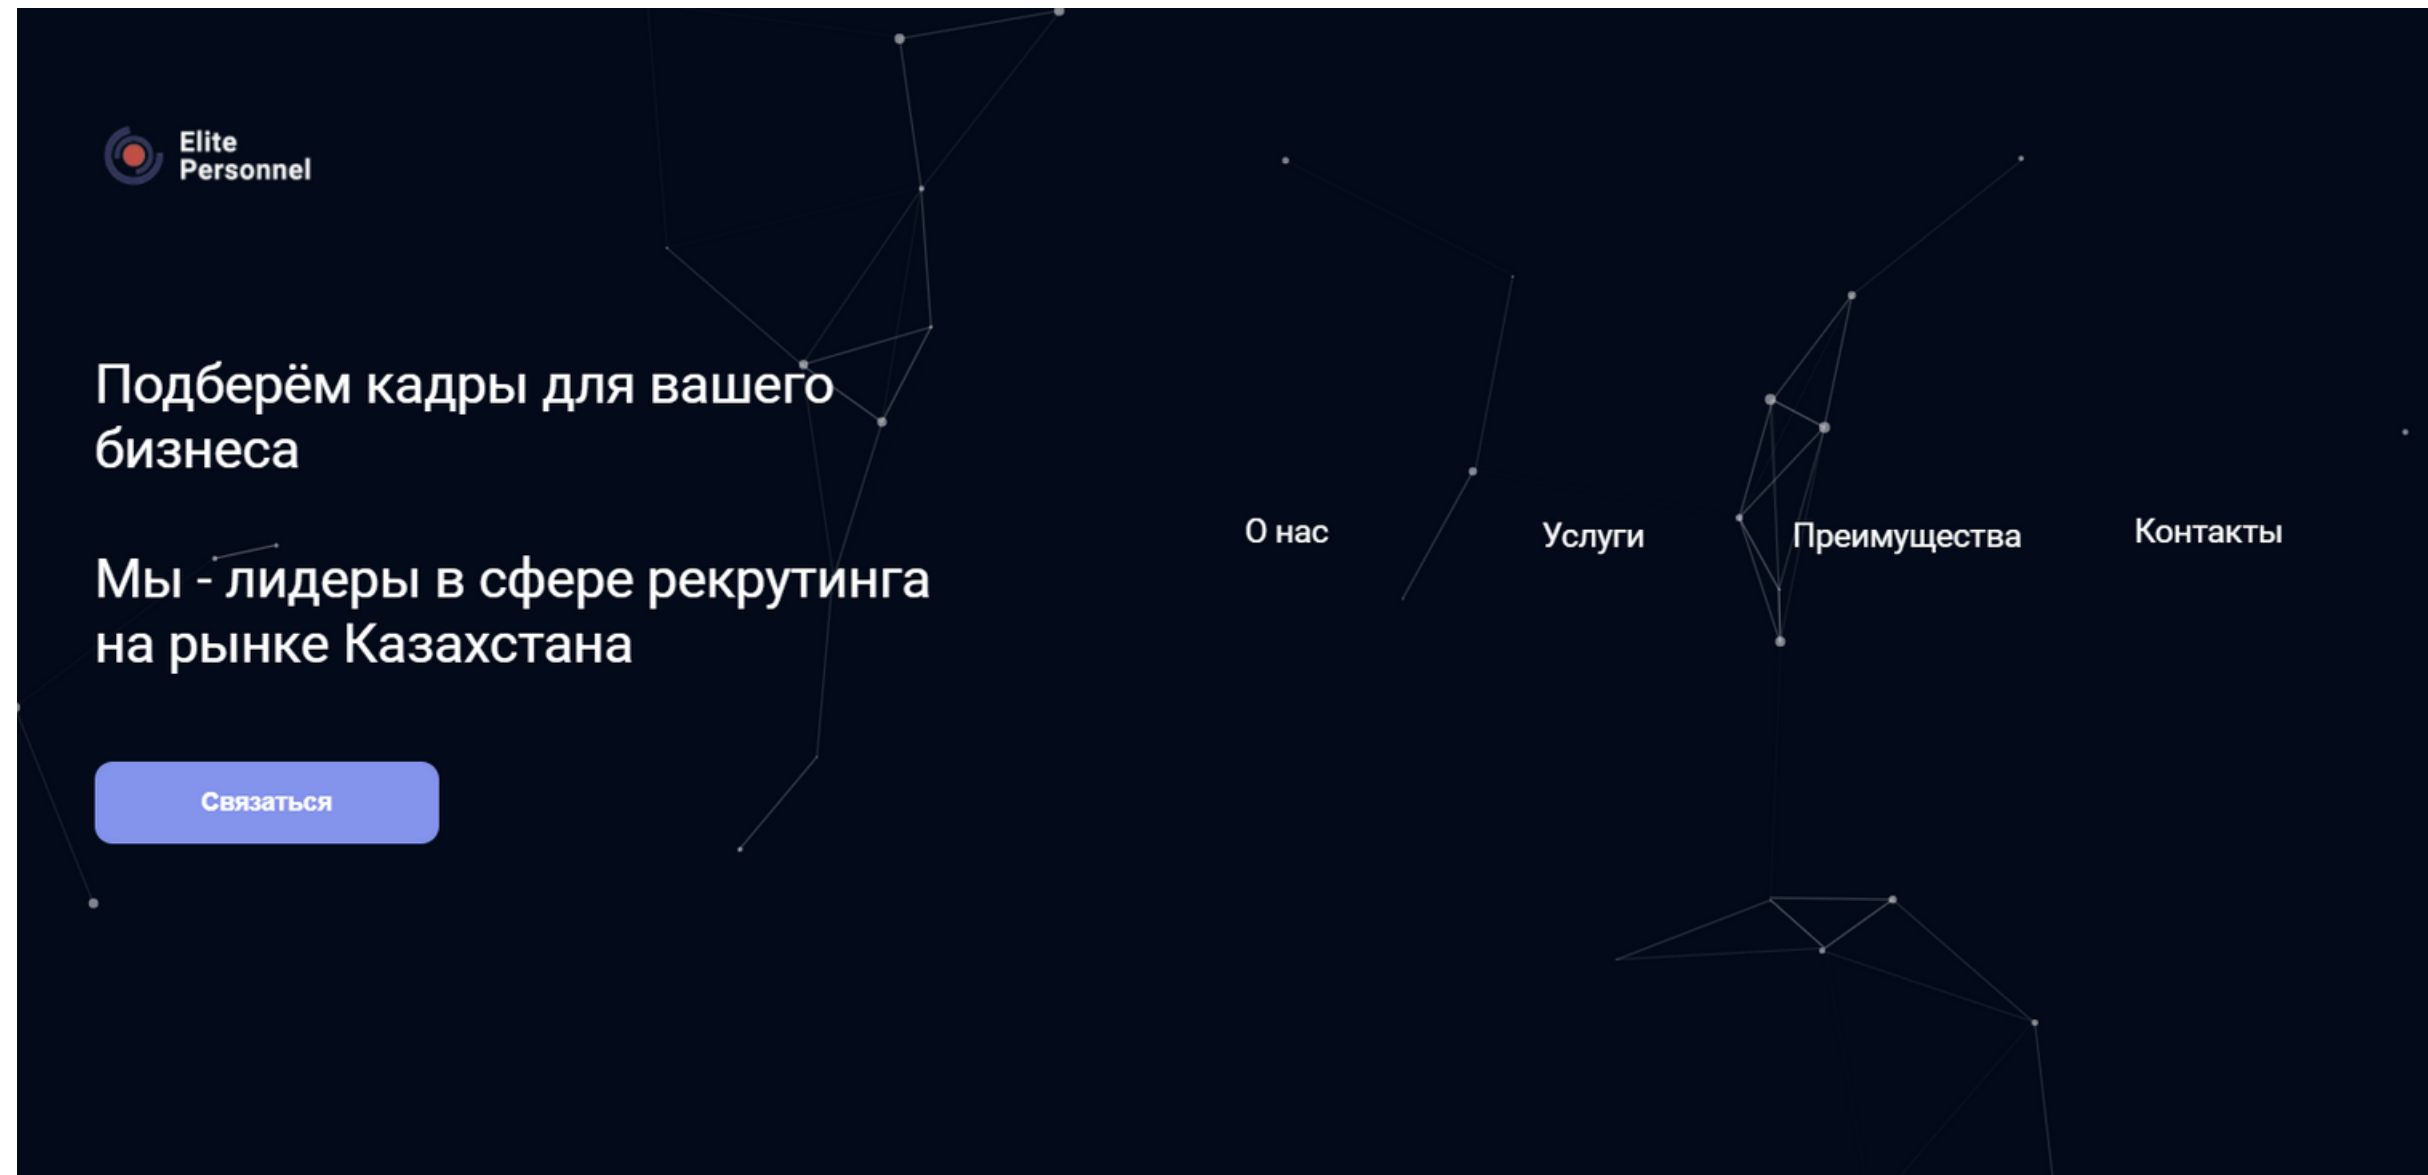 Elite
Personnel
Подберём кадры для вашего
бизнеса
Мы - лидеры в сфере рекрутинга
на рынке Казахстана
Связаться
О нас
Услуги
Преимущества
Контакты